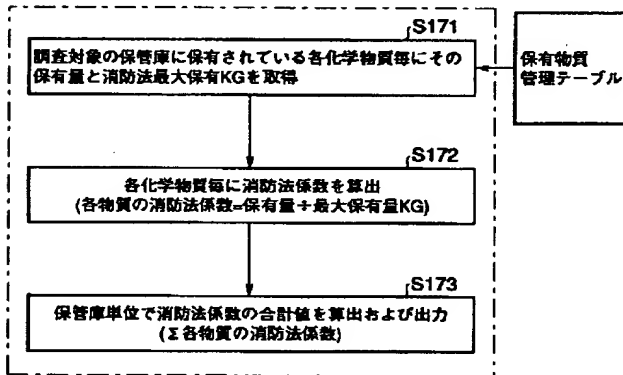 S171
調査対象の保管庫に保有されている各化学物質毎にその
保有量と消防法最大保有KGを取得
保有物質
管理テーブル
S172
各化学物質毎に消防法係数を算出
(各物質の消防法係数=保有量÷最大保有量KG)
S173
保管庫単位で消防法係数の合計値を算出および出力
(Σ各物質の消防法係数)